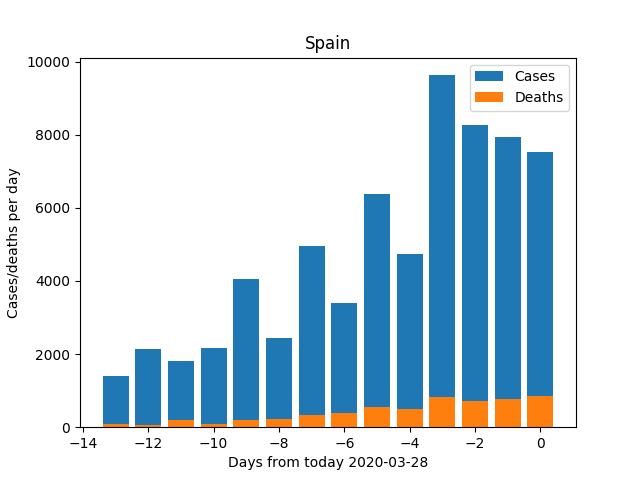 Spain
Cases
Deaths
Cases/deaths per day
10000
8000
6000
4000
2000
0
−14 −12 −10 −8 −6 −4 −2 0
Days from today 2020-03-28